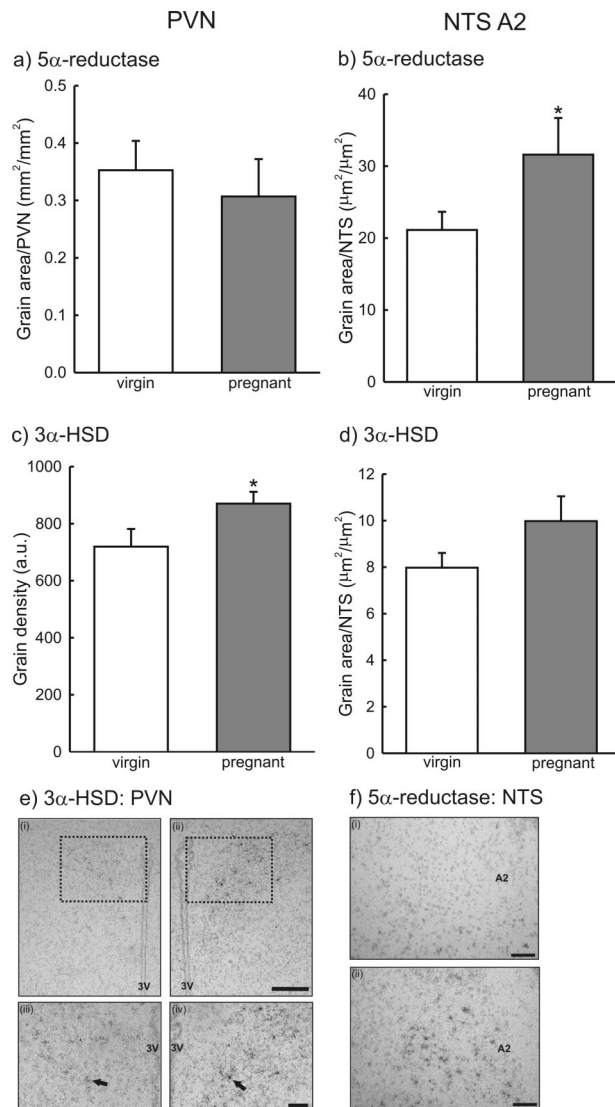 PVN
NTS A2
a) 5α-reductase
Grain area/PVN (mm²/mm²)
0.5
0.4
0.3
0.2
0.1
0.0
virgin
pregnant
b) 5α-reductase
Grain area/NTS (μm²/μm²)
40
30
20
10
0
*
virgin
pregnant
c) 3α-HSD
Grain density (a.u.)
1000
800
600
400
200
0
*
virgin
pregnant
d) 3α-HSD
Grain area/NTS (μm²/μm²)
12
10
8
6
4
2
0
virgin
pregnant
e) 3α-HSD: PVN
(i)
3V
(ii)
3V
(iii)
3V
(iv)
3V
f) 5α-reductase: NTS
(i)
A2
(ii)
A2